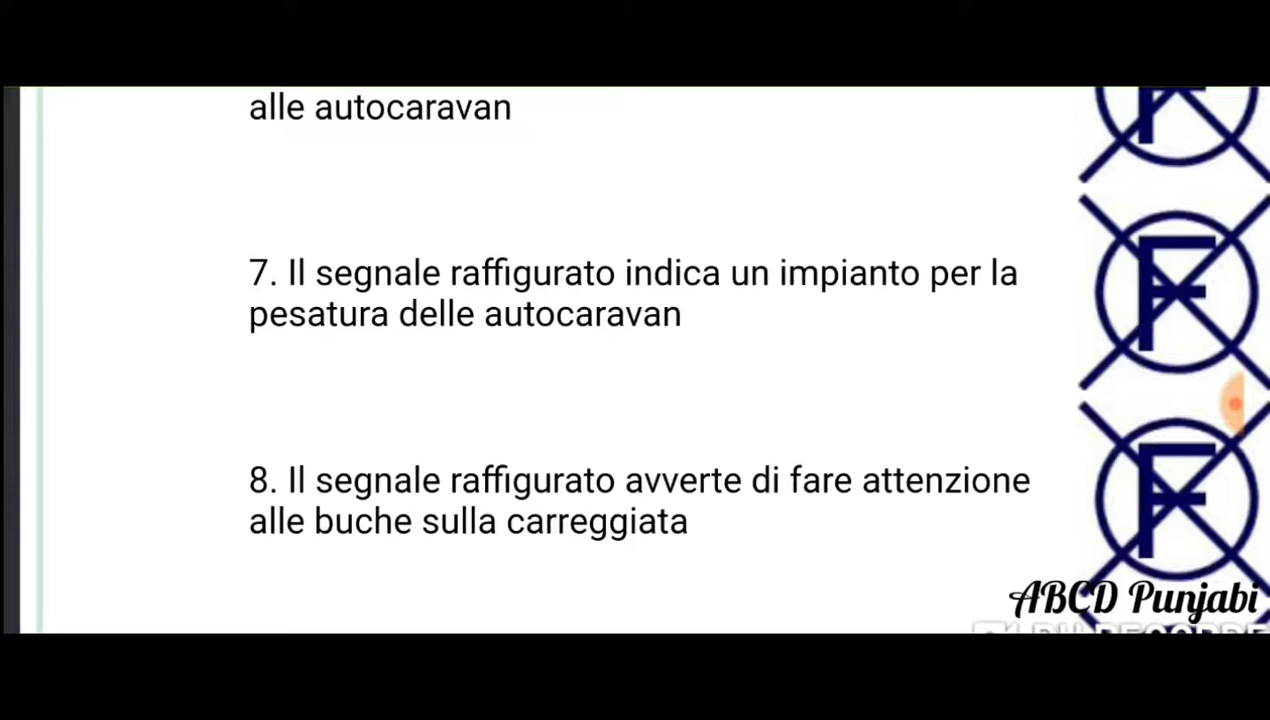 alle autocaravan
7. Il segnale raffigurato indica un impianto per la
pesatura delle autocaravan
8. Il segnale raffigurato avverte di fare attenzione
alle buche sulla carreggiata
F
F
F
ABCD Punjabi